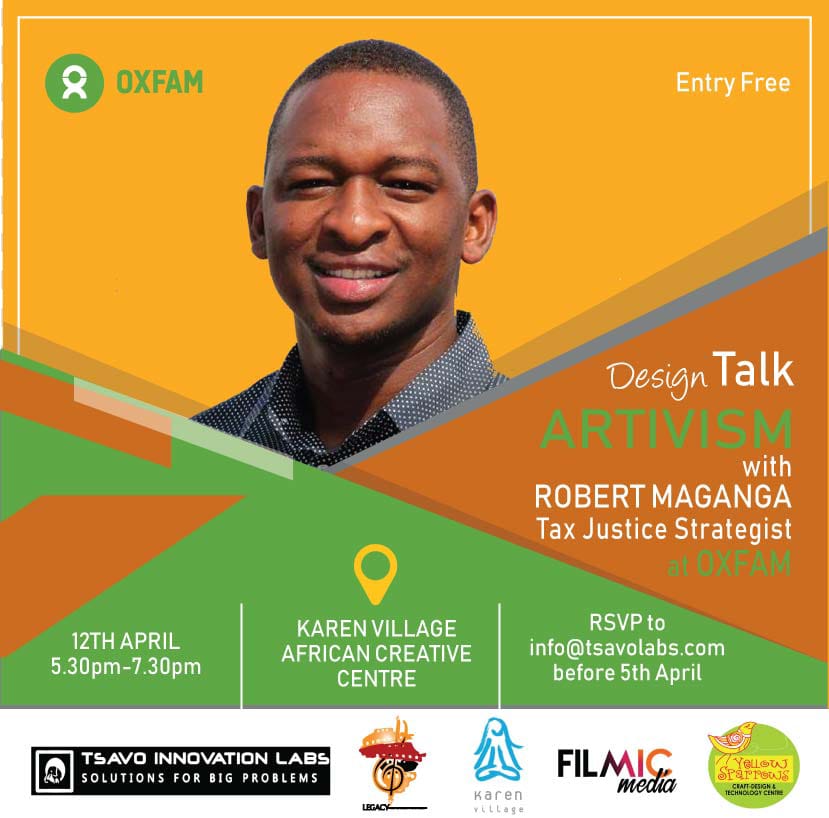 OXFAM
Entry Free
Design Talk
ARTIVISM
with
ROBERT MAGANGA
Tax Justice Strategist
at OXFAM
12TH APRIL
5.30pm-7.30pm
KAREN VILLAGE
AFRICAN CREATIVE
CENTRE
RSVP to
info@tsavolabs.com
before 5th April
TSAVO INNOVATION LABS
SOLUTIONS FOR BIG PROBLEMS
LEGACY
karen
village
FILMIC
media
Yellow
Sparrows
CRAFT-DESIGN &
TECHNOLOGY CENTRE